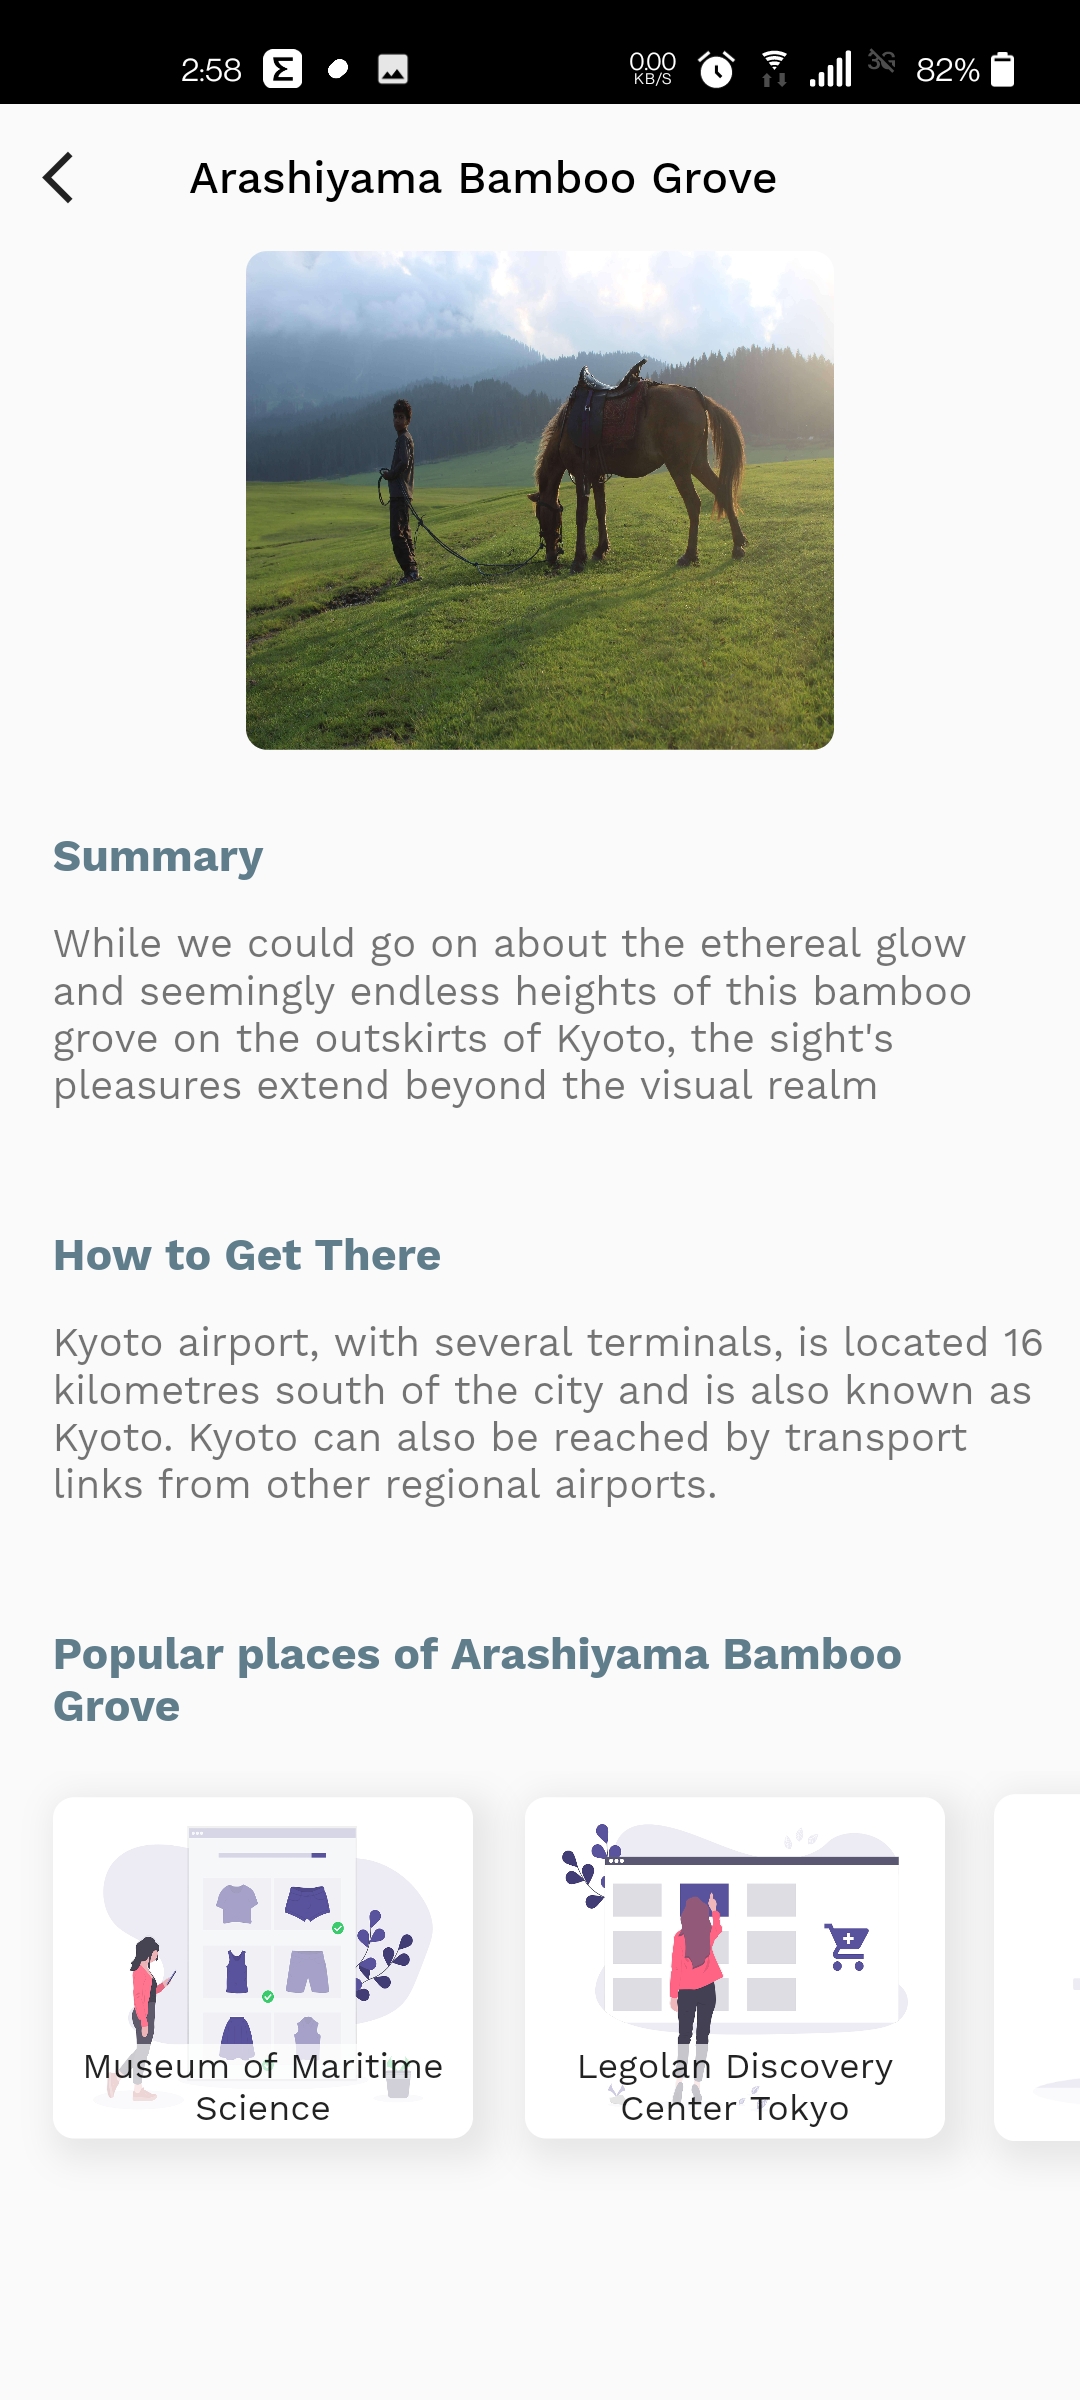 2:58
0.00
KB/S
3G
82%
Arashiyama Bamboo Grove
Summary
While we could go on about the ethereal glow
and seemingly endless heights of this bamboo
grove on the outskirts of Kyoto, the sight's
pleasures extend beyond the visual realm
How to Get There
Kyoto airport, with several terminals, is located 16
kilometres south of the city and is also known as
Kyoto. Kyoto can also be reached by transport
links from other regional airports.
Popular places of Arashiyama Bamboo
Grove
Museum of Maritime
Science
Legolan Discovery
Center Tokyo